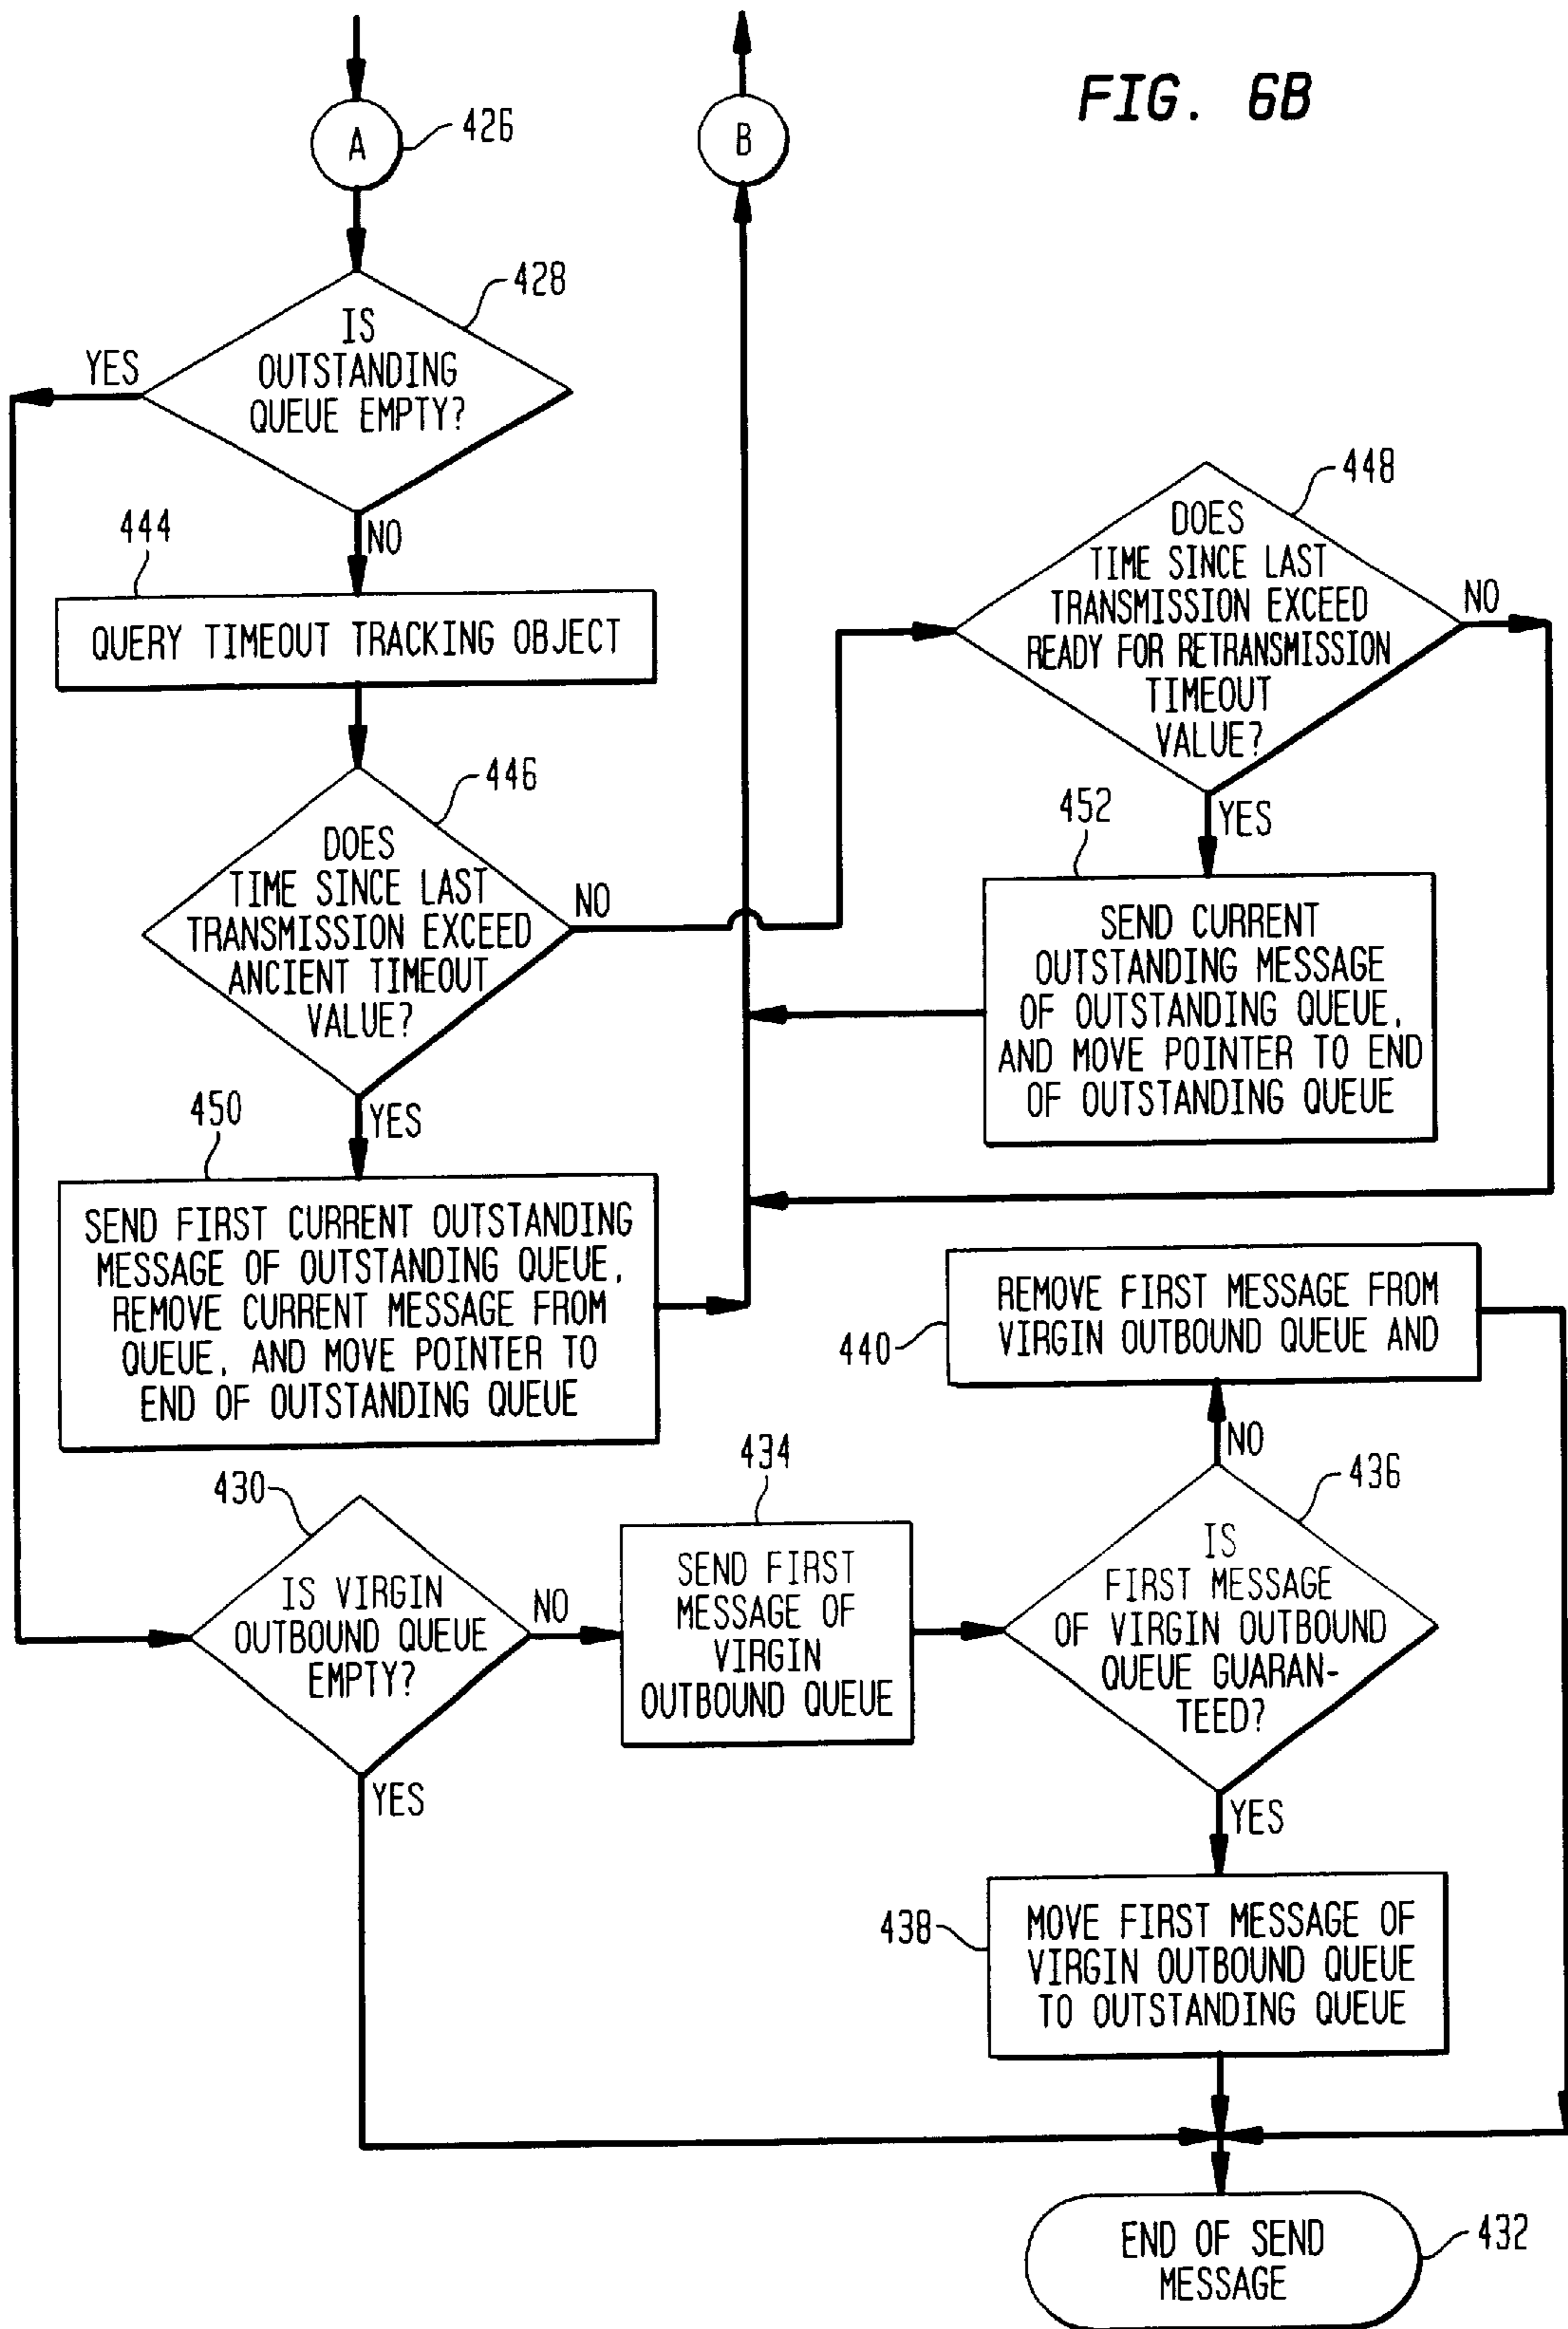 FIG. 6B
A
426
B
428
IS
OUTSTANDING
QUEUE EMPTY?
YES
NO
444
QUERY TIMEOUT TRACKING OBJECT
446
DOES
TIME SINCE LAST
TRANSMISSION EXCEED
ANCIENT TIMEOUT
VALUE?
NO
YES
448
DOES
TIME SINCE LAST
TRANSMISSION EXCEED
READY FOR RETRANSMISSION
TIMEOUT
VALUE?
NO
YES
452
SEND CURRENT
OUTSTANDING MESSAGE
OF OUTSTANDING QUEUE,
AND MOVE POINTER TO END
OF OUTSTANDING QUEUE
450
SEND FIRST CURRENT OUTSTANDING
MESSAGE OF OUTSTANDING QUEUE,
REMOVE CURRENT MESSAGE FROM
QUEUE, AND MOVE POINTER TO
END OF OUTSTANDING QUEUE
440
REMOVE FIRST MESSAGE FROM
VIRGIN OUTBOUND QUEUE AND
NO
430
IS VIRGIN
OUTBOUND QUEUE
EMPTY?
NO
YES
434
SEND FIRST
MESSAGE OF
VIRGIN
OUTBOUND QUEUE
436
IS
FIRST MESSAGE
OF VIRGIN OUTBOUND
QUEUE GUARAN-
TEED?
YES
438
MOVE FIRST MESSAGE OF
VIRGIN OUTBOUND QUEUE
TO OUTSTANDING QUEUE
END OF SEND
MESSAGE
432